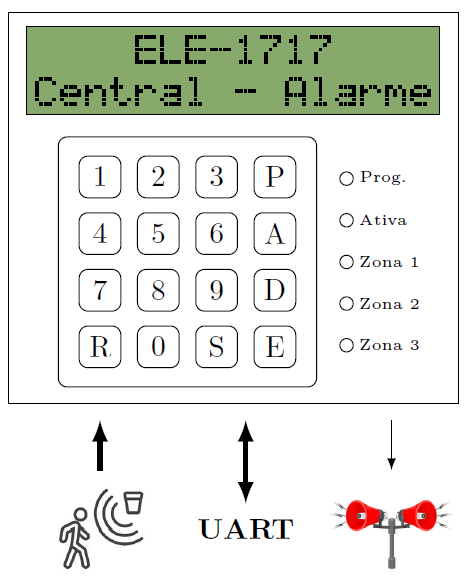 ELE-1717
Central - Alarme
1 2 3 P
4 5 6 A
7 8 9 D
R 0 S E
Prog.
Ativa
Zona 1
Zona 2
Zona 3
UART